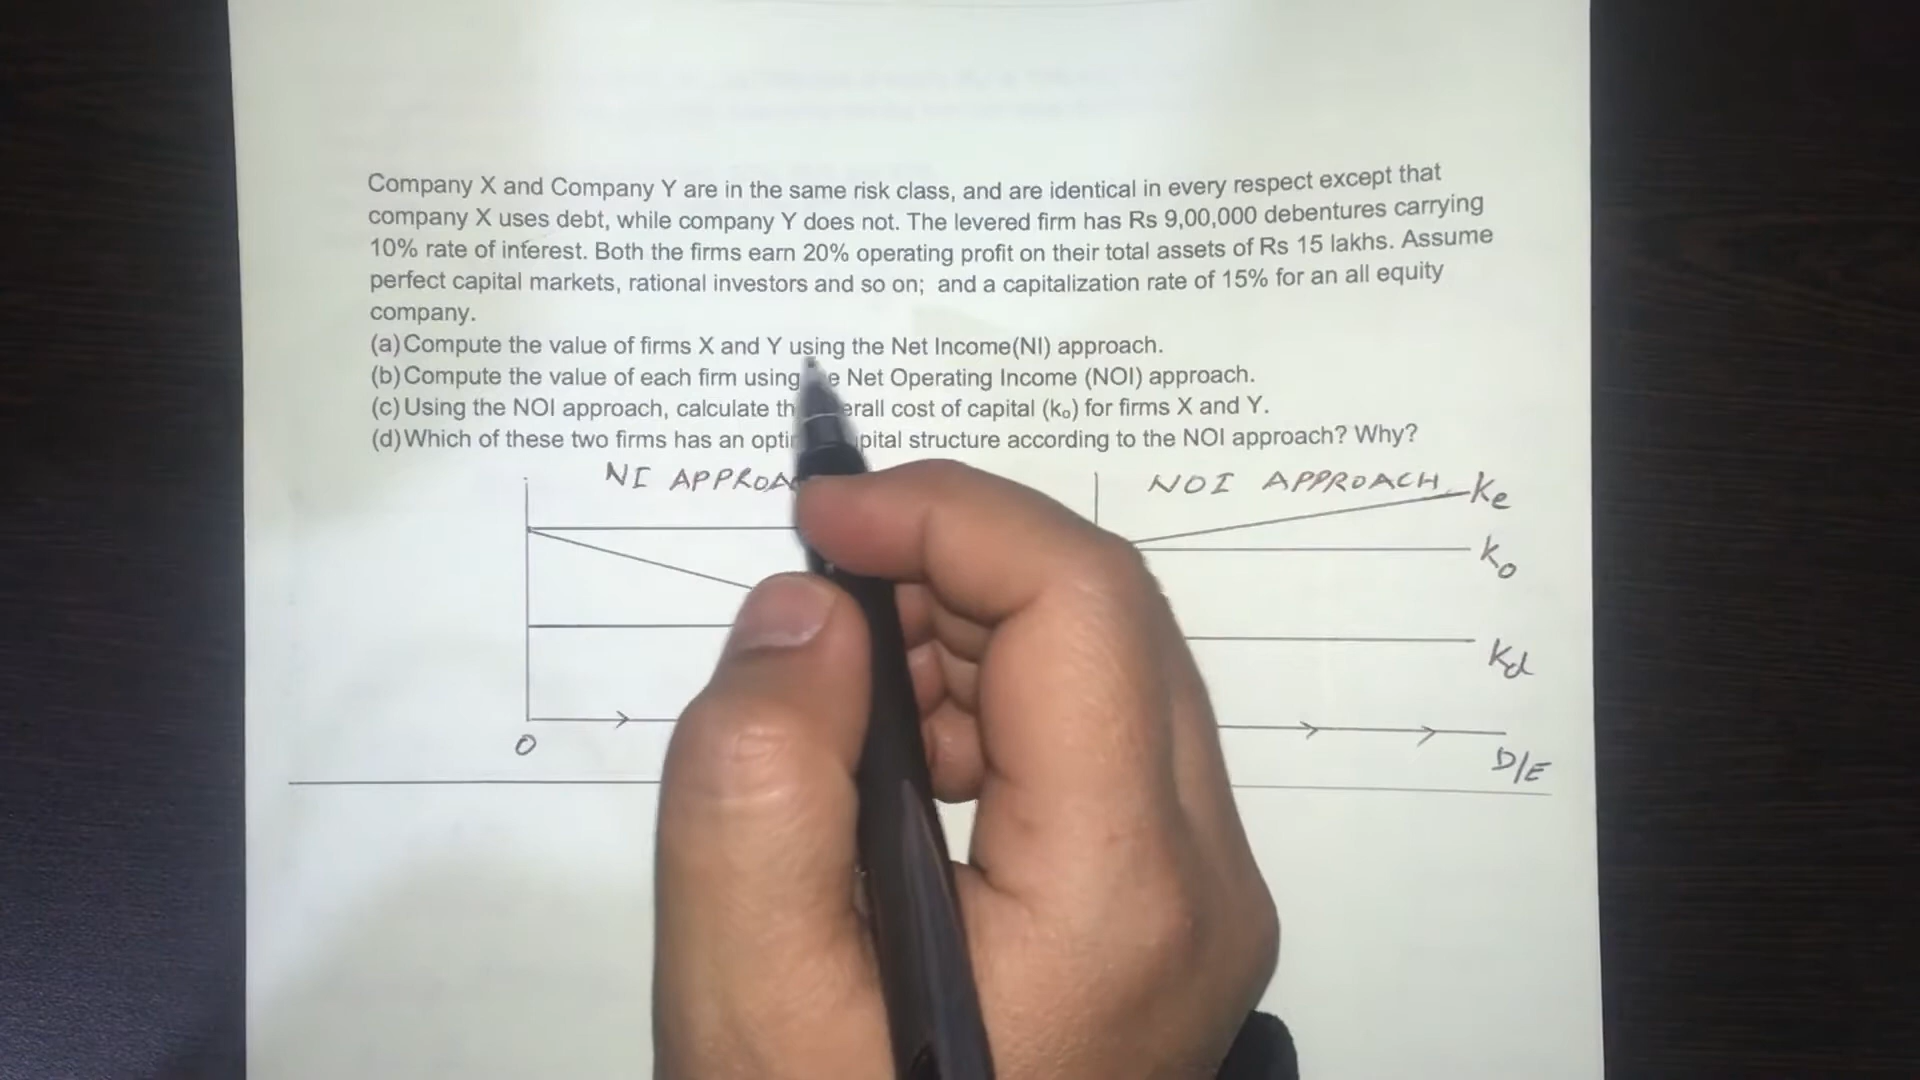 Company X and Company Y are in the same risk class, and are identical in every respect except that
company X uses debt, while company Y does not. The levered firm has Rs 9,00,000 debentures carrying
10% rate of interest. Both the firms earn 20% operating profit on their total assets of Rs 15 lakhs. Assume
perfect capital markets, rational investors and so on; and a capitalization rate of 15% for an all equity
company.
(a) Compute the value of firms X and Y using the Net Income(NI) approach.
(b) Compute the value of each firm using Net Operating Income (NOI) approach.
(c) Using the NOI approach, calculate cost of capital (ko) for firms X and Y.
(d) Which of these two firms has an structure according to the NOI approach? Why?
NI
NOI APPROACH
Ke
Ko
Kd
O
D/E